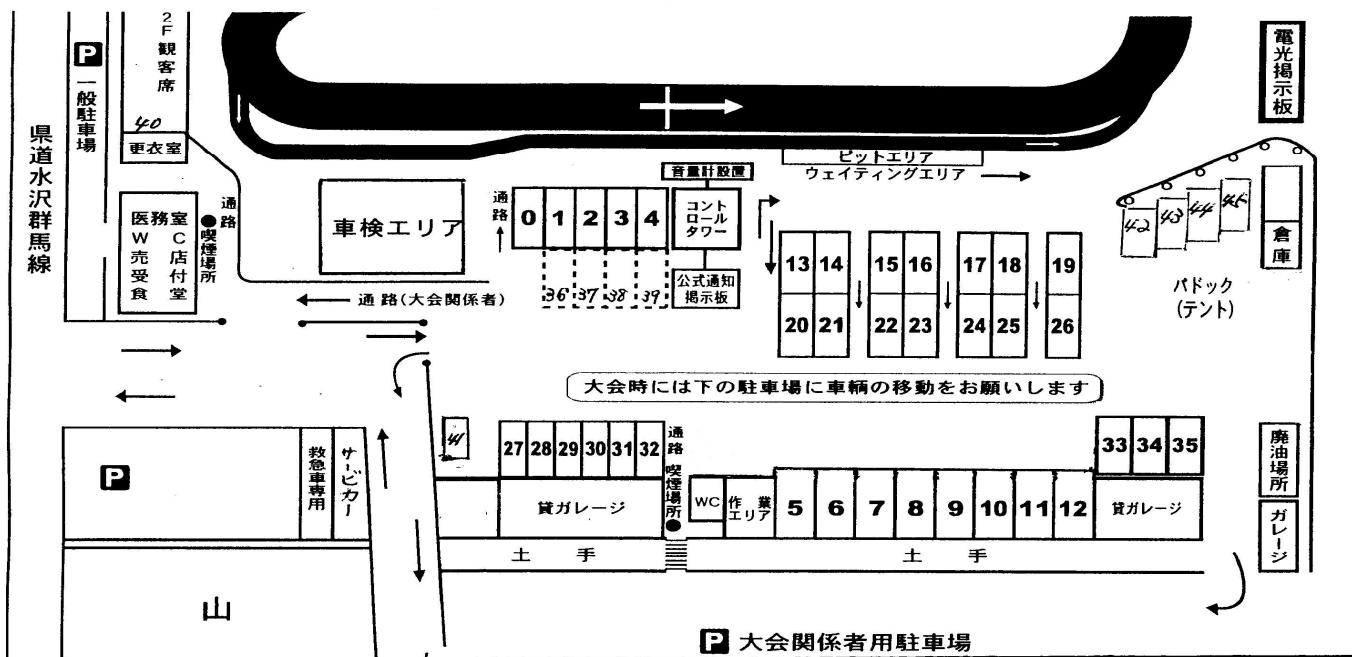 2F観客席
P 一般駐車場
県道水沢群馬線
40
更衣室
電光掲示板
ピットエリア
ウェイティングエリア
音量計設置
コントロールタワー
公式通知
掲示板
通路
0 1 2 3 4
36 37 38 39
車検エリア
通路
●喫煙場所
医務室
WC
売店
受付
食堂
通路(大会関係者)
13 14 15 16 17 18 19
20 21 22 23 24 25 26
42 43 44 45
倉庫
パドック
(テント)
大会時には下の駐車場に車輌の移動をお願いします
P
救急車専用
サービカー
41
27 28 29 30 31 32
貸ガレージ
通路
喫煙場所●
WC
作業
エリア
5 6 7 8 9 10 11 12
33 34 35
貸ガレージ
廃油場所
ガレージ
土手
土手
山
P 大会関係者用駐車場